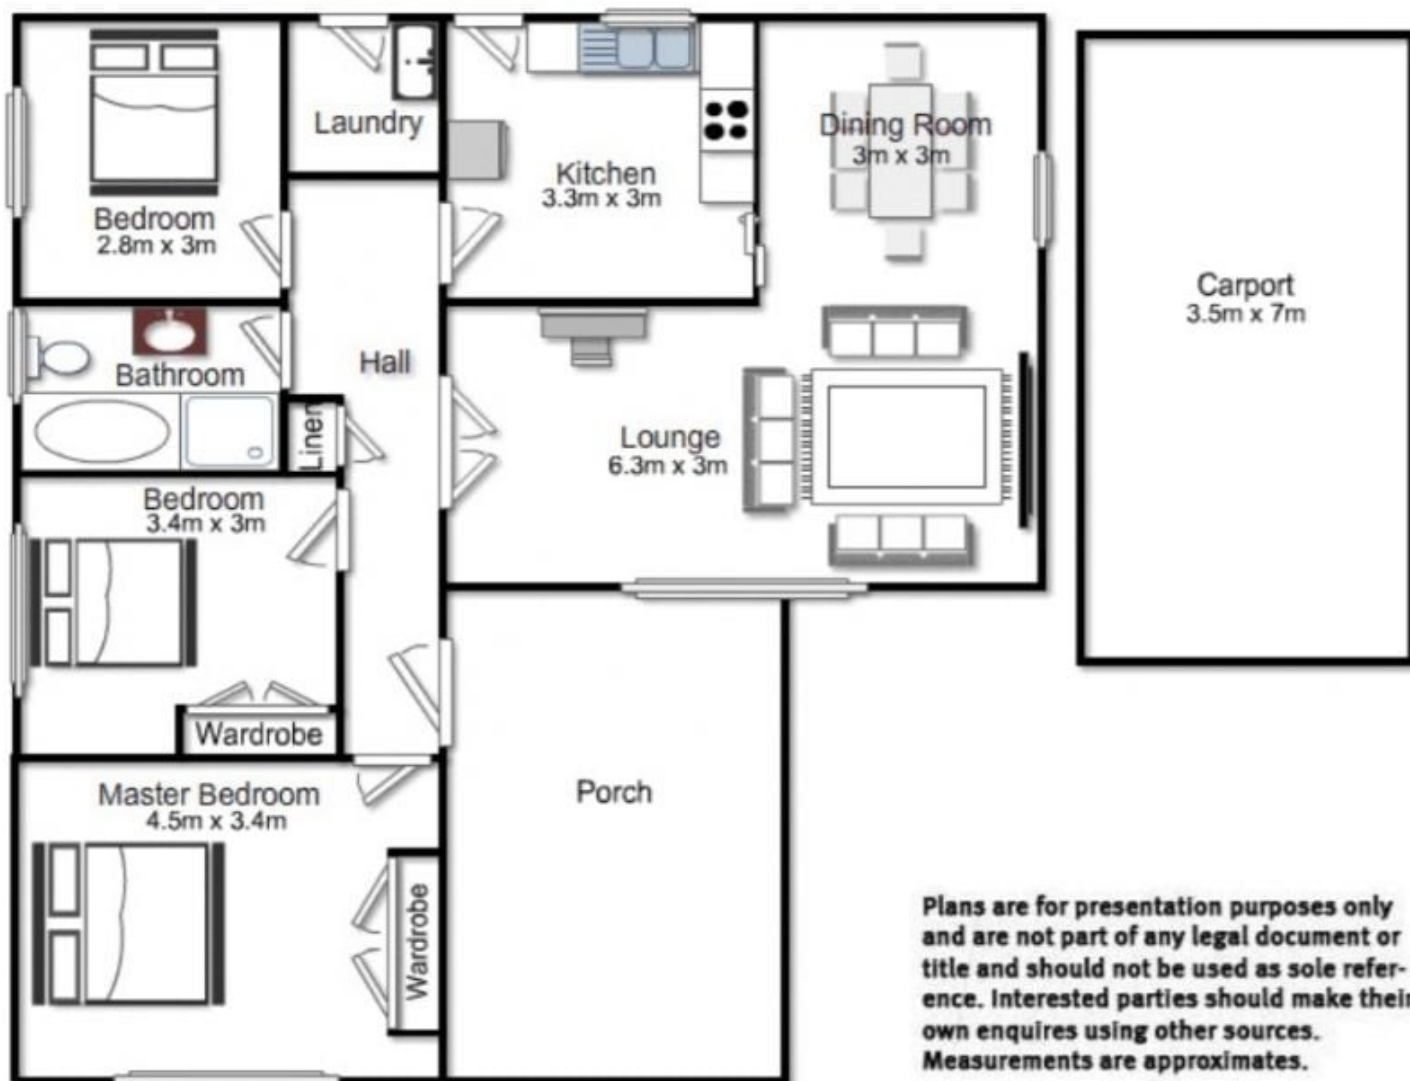 Laundry
Dining Room
3m x 3m
Kitchen
3.3m x 3m
Bedroom
2.8m x 3m
Carport
3.5m x 7m
Hall
Bathroom
Linen
Lounge
6.3m x 3m
Bedroom
3.4m x 3m
Wardrobe
Master Bedroom
4.5m x 3.4m
Porch
Wardrobe
Plans are for presentation purposes only
and are not part of any legal document or
title and should not be used as sole refer-
ence. Interested parties should make their
own enquires using other sources.
Measurements are approximates.